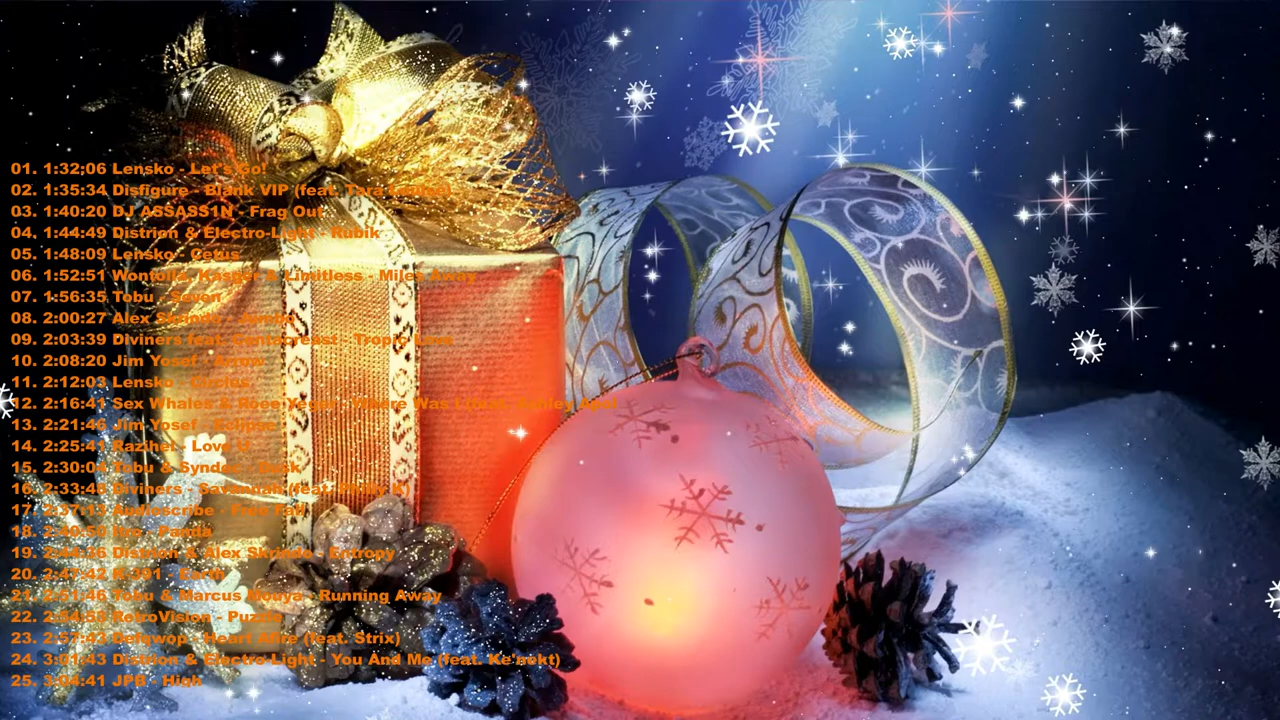 01. 1:32;06 Lensko - Let's Go!
02. 1:35:34 Disfigure - Blank VIP (feat. Tara Louise)
03. 1:40:20 DJ ASSASS1N - Frag Out
04. 1:44:49 Distrion & Electro-Light - Rubik
05. 1:48:09 Lensko - Cetus
06. 1:52:51 Wontolla, Kasger & Limitless - Miles Away
07. 1:56:35 Tobu - Seven
08. 2:00:27 Alex Skrindo -
09. 2:03:39 Diviners feat. Contacreast - Tropic Love
10. 2:08:20 Jim Yosef - Arrow
11. 2:12:03 Lensko - Circles
12. 2:16:41 Sex Whales & Roee Yeger - Where Was I (feat. Ashley Apol
13. 2:21:46 Jim Yosef - Eclipse
14. 2:25:41 Razihel - Love U
15. 2:30:04 Tobu & Syndec - Dusk
16. 2:33:48 Diviners - Savannah (feat.
17. 2:37:13 Audioscribe - Free Fall
18. 2:40:50 Itro - Panda
19. 2:44:36 Distrion & Alex Skrindo - Entropy
20. 2:47:42 K-391 - Earth
21. 2:51:46 Tobu & Marcus Mouya - Running Away
22. 2:54:53 RetroVision - Puzzle
23. 2:57:43 Defqwop - Heart Afire (feat. Strix)
24. 3:01:43 Distrion & Electro-Light - You And Me (feat. Ke'nekt)
25. 3:04:41 JPB - High